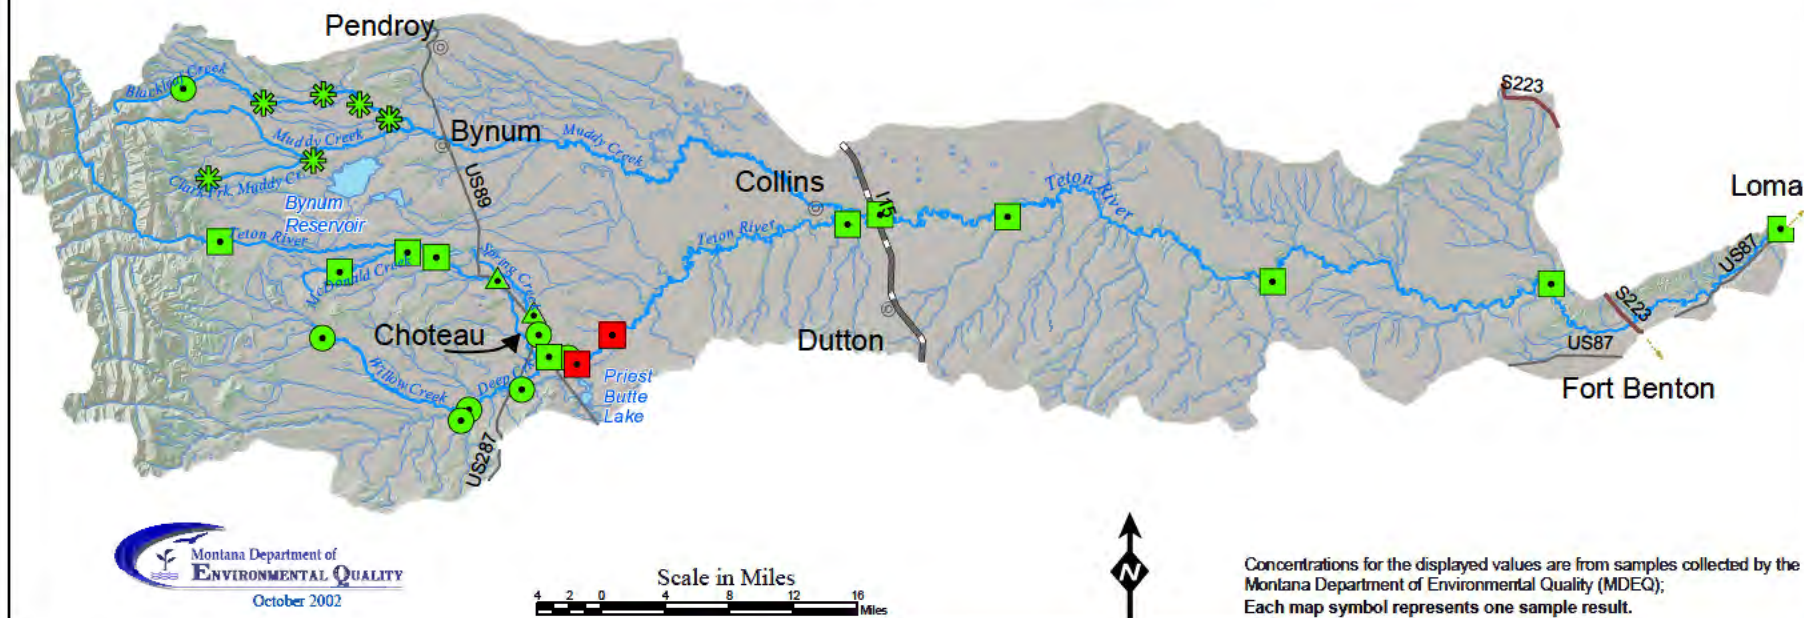 Pendroy
S223
Blackleaf Creek
Bynum
Muddy Creek
Muddy Creek
Clark Frk. Muddy Cr.
US89
Collins
Teton River
Loma
Bynum
Reservoir
I15
Teton River
Teton River
US87
Spring Creek
McDonald Creek
S223
Choteau
Dutton
US87
Willow Creek
Deep Crk
Priest
Butte
Lake
Fort Benton
US287
Montana Department of
ENVIRONMENTAL QUALITY
October 2002
Scale in Miles
4 2 0 4 8 12 16
Miles
N
Concentrations for the displayed values are from samples collected by the
Montana Department of Environmental Quality (MDEQ);
Each map symbol represents one sample result.